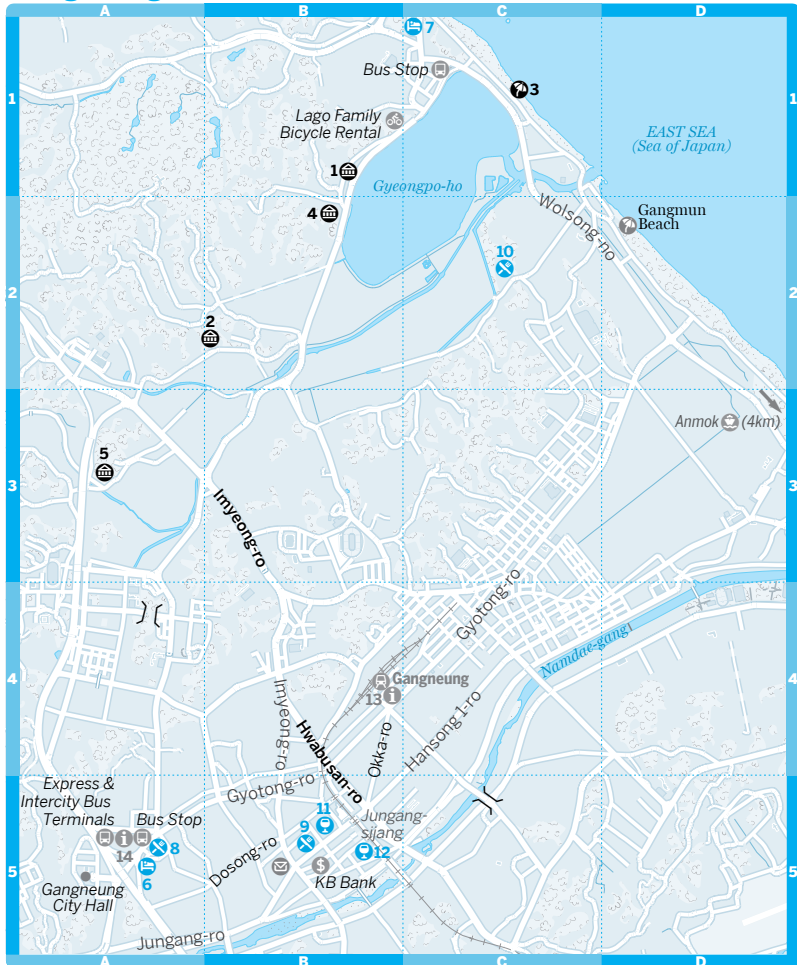 A
B
C
D
7
Bus Stop
3
1
1
Lago Family
Bicycle Rental
EAST SEA
(Sea of Japan)
1
Gyeongpo-ho
4
Wolsong-no
Gangmun
Beach
10
2
2
2
Anmok (4km)
5
3
3
Imyeong-ro
Gyotong-ro
Namdae-gang
4
4
Gangneung
13
Imyeong-ro
Hwabusan-ro
Okka-ro
Hansong 1-ro
Express &
Intercity Bus
Terminals
Bus Stop
Gyotong-ro
11
Jungang-
sijang
9
14
8
12
Dosong-ro
5
5
6
KB Bank
Gangneung
City Hall
Jungang-ro
A
B
C
D